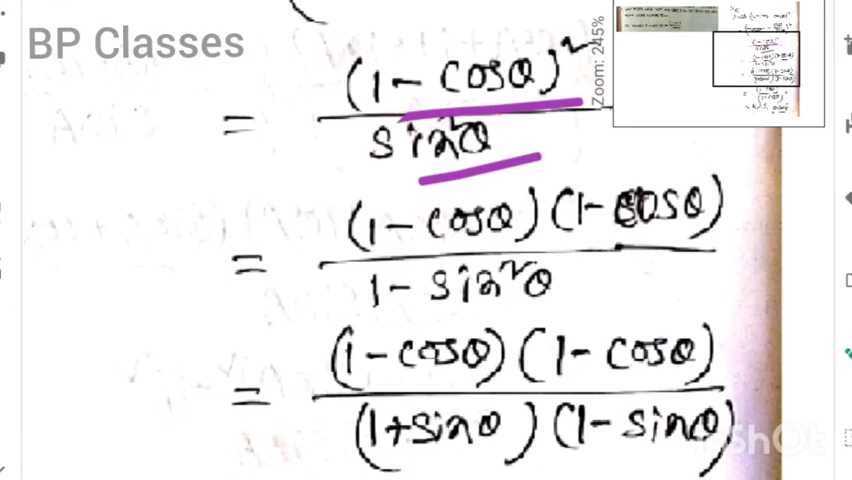 BP Classes
Zoom: 245%
(1 - cosθ)²
=
sin²θ
(1 - cosθ) (1 - cosθ)
=
1 - sin²θ
(1 - cosθ) (1 - cosθ)
=
(1 + sinθ) (1 - sinθ)